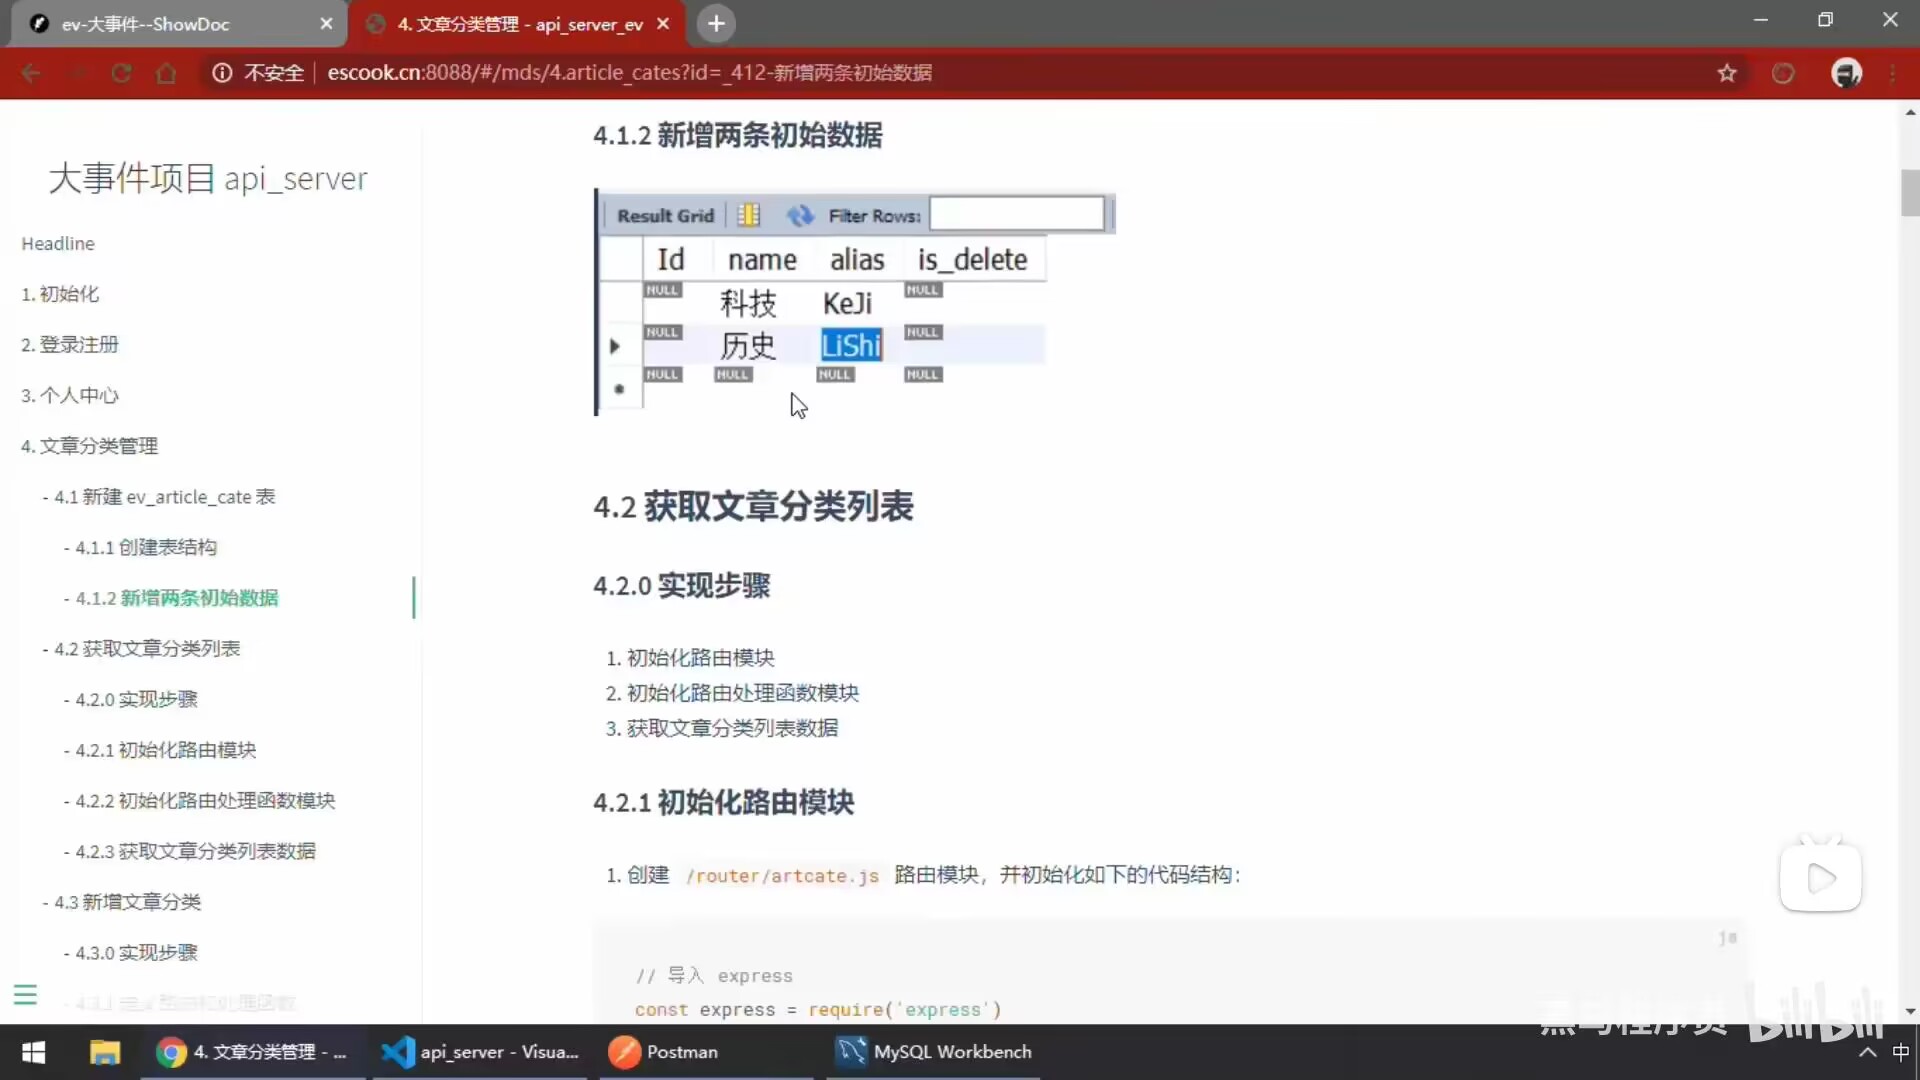 ev-大事件--ShowDoc
4. 文章分类管理 - api_server_ev
不安全
escook.cn:8088/#/mds/4.article_cates?id=_412-新增两条初始数据
大事件项目 api_server
Headline
1. 初始化
2. 登录注册
3. 个人中心
4. 文章分类管理
- 4.1 新建 ev_article_cate 表
- 4.1.1 创建表结构
- 4.1.2 新增两条初始数据
- 4.2 获取文章分类列表
- 4.2.0 实现步骤
- 4.2.1 初始化路由模块
- 4.2.2 初始化路由处理函数模块
- 4.2.3 获取文章分类列表数据
- 4.3 新增文章分类
- 4.3.0 实现步骤
4.1.2 新增两条初始数据
Result Grid Filter Rows:
Id name alias is_delete
NULL 科技 KeJi NULL
NULL 历史 LiShi NULL
NULL NULL NULL NULL
4.2 获取文章分类列表
4.2.0 实现步骤
1. 初始化路由模块
2. 初始化路由处理函数模块
3. 获取文章分类列表数据
4.2.1 初始化路由模块
1. 创建 /router/artcate.js 路由模块，并初始化如下的代码结构：
js
// 导入 express
const express = require('express')
黑马程序员 bilibili
4. 文章分类管理 - ...
api_server - Visua...
Postman
MySQL Workbench
中